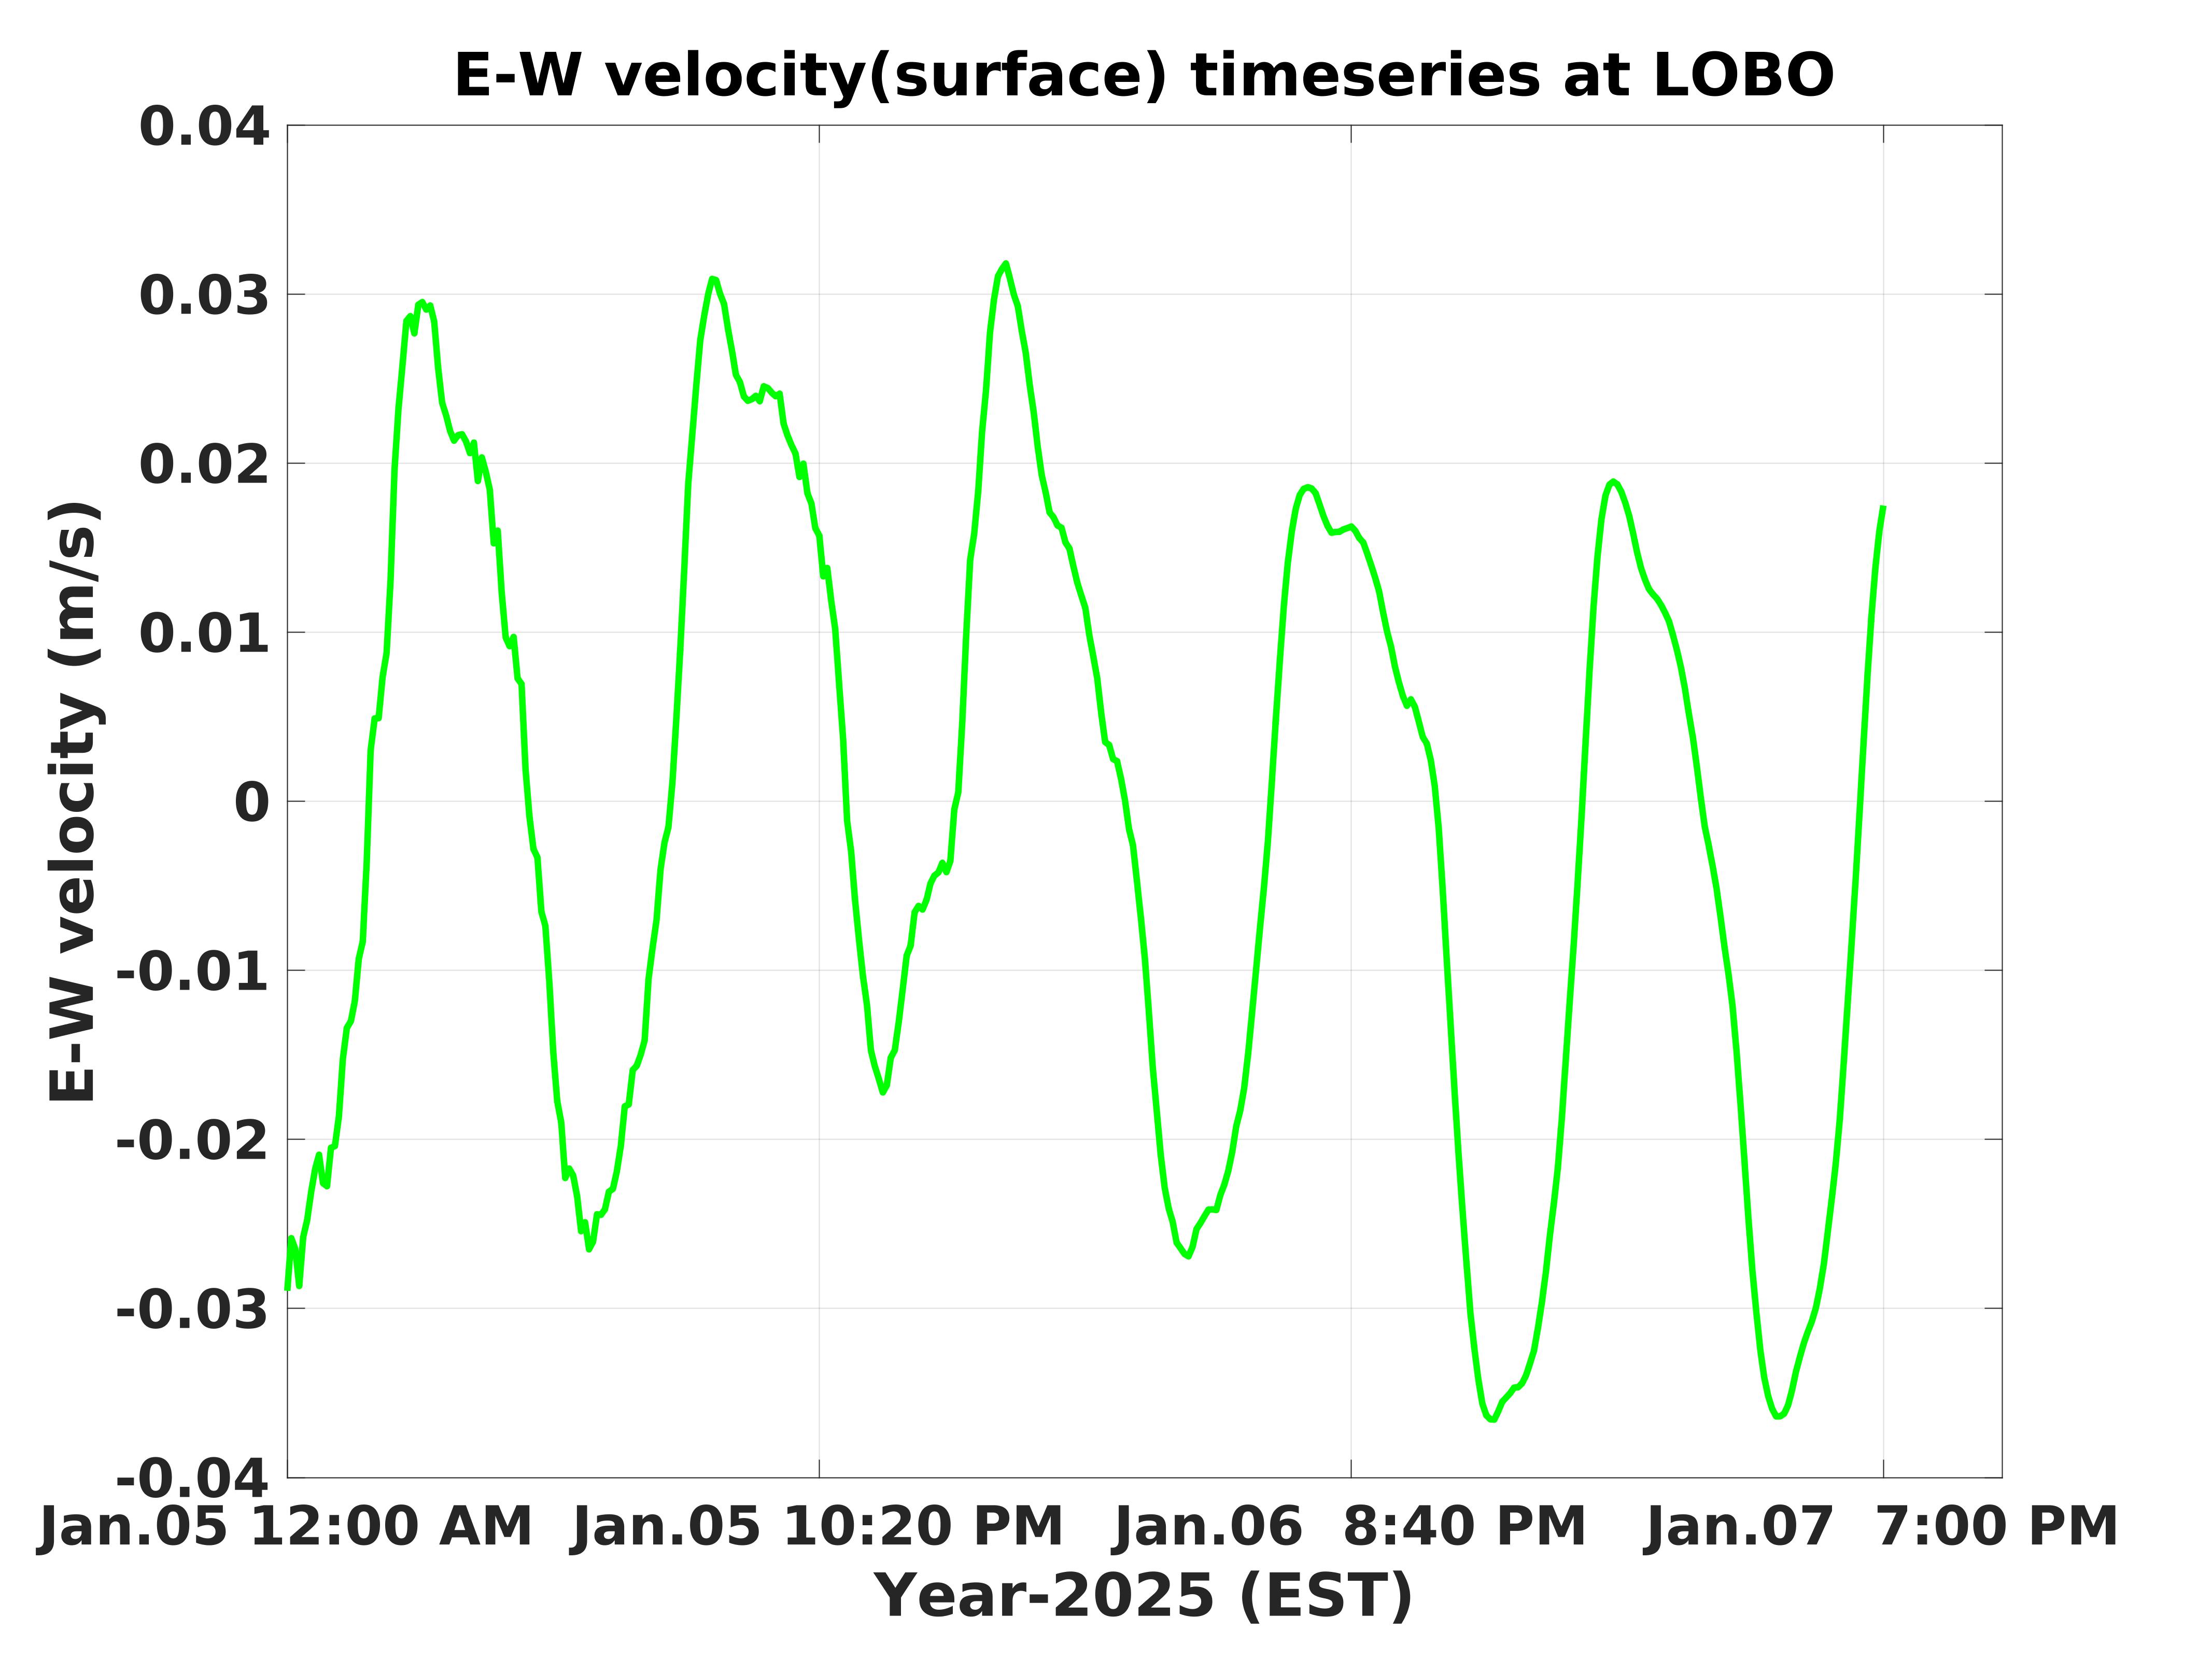 E-W velocity(surface) timeseries at LOBO
0.04
0.03
0.02
0.01
0
-0.01
-0.02
-0.03
-0.04
E-W velocity (m/s)
Jan.05 12:00 AM Jan.05 10:20 PM Jan.06 8:40 PM Jan.07 7:00 PM
Year-2025 (EST)